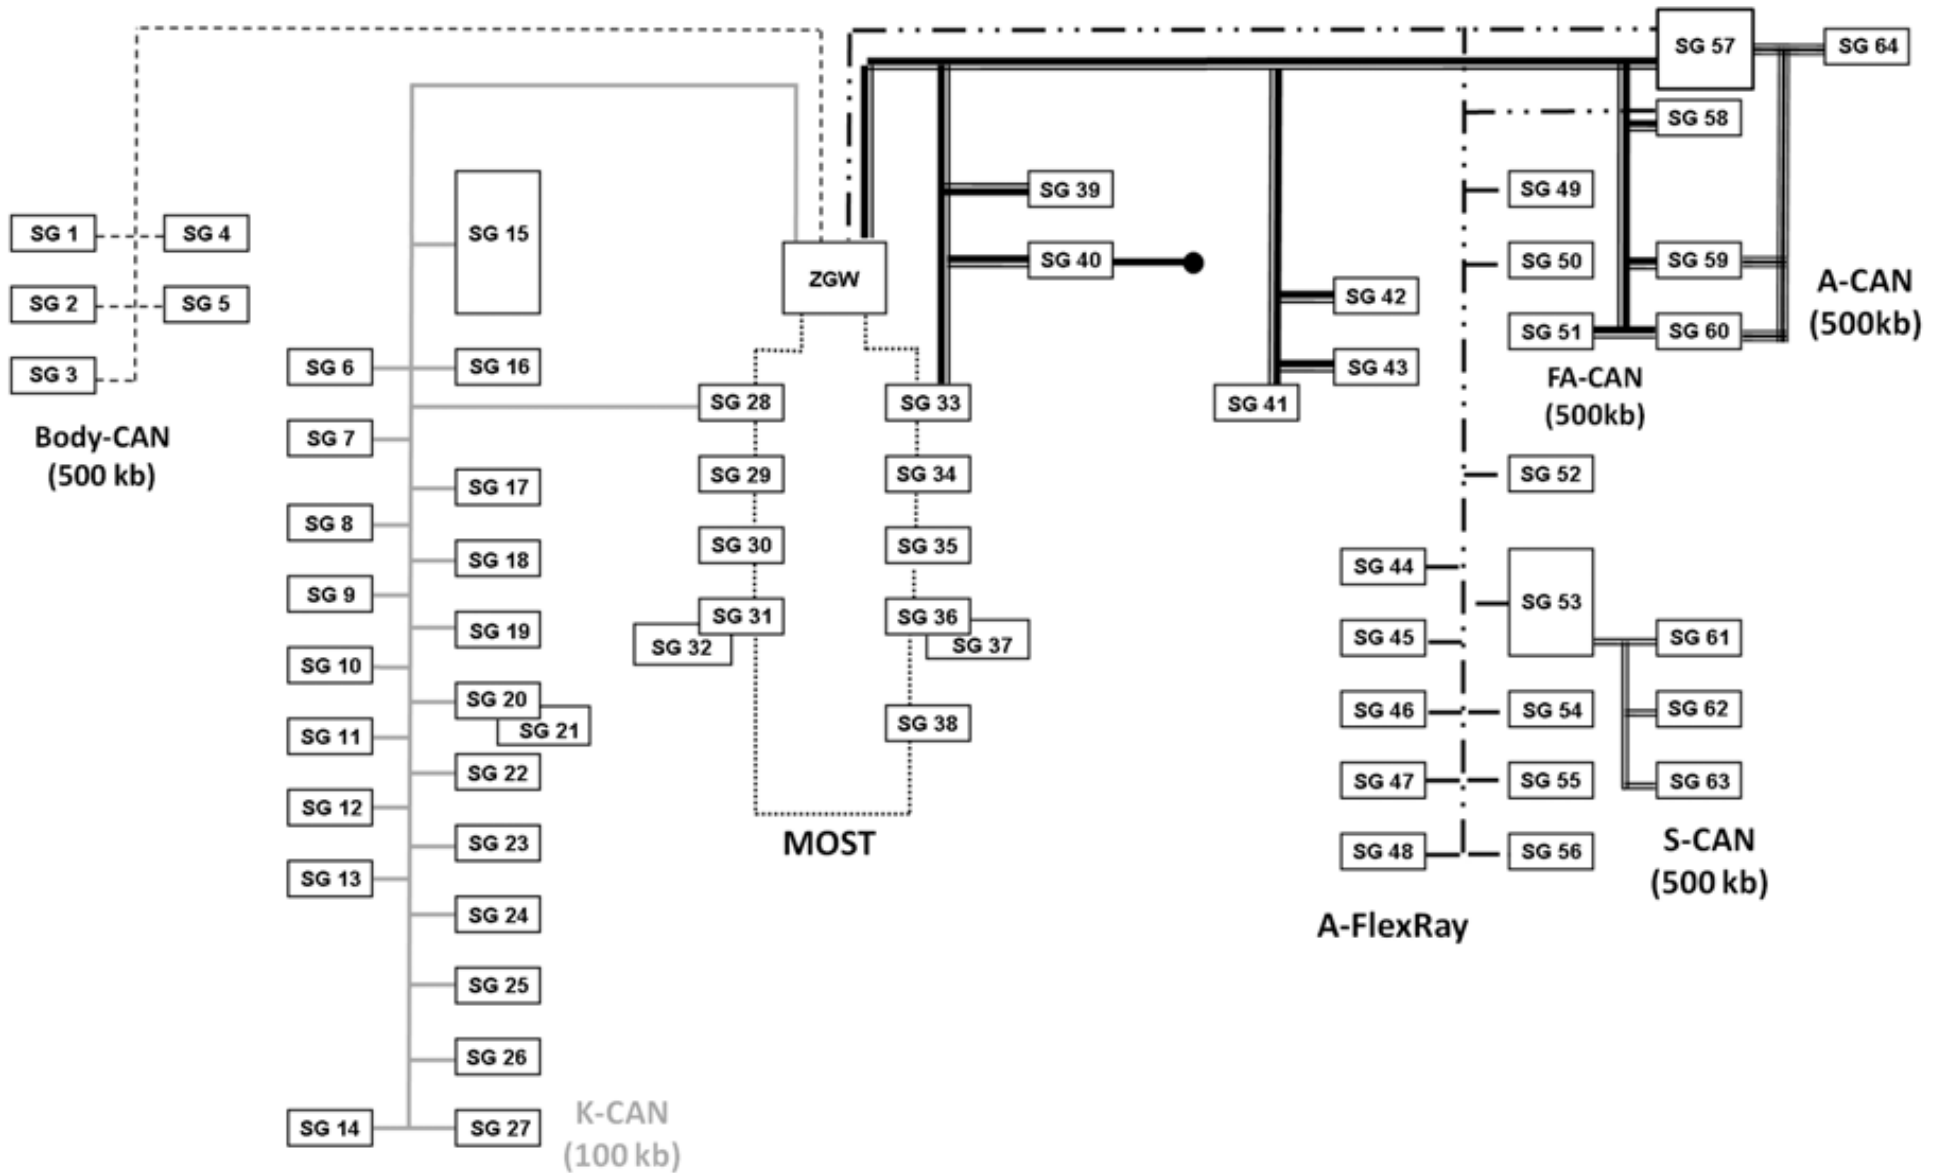 SG 57
SG 64
SG 58
SG 1
SG 4
SG 15
SG 39
SG 49
SG 2
SG 5
ZGW
SG 40
SG 50
SG 59
A-CAN
(500kb)
SG 3
SG 6
SG 16
SG 42
SG 51
SG 60
SG 43
FA-CAN
(500kb)
Body-CAN
(500 kb)
SG 7
SG 28
SG 33
SG 41
SG 17
SG 29
SG 34
SG 52
SG 8
SG 18
SG 30
SG 35
SG 44
SG 53
SG 9
SG 19
SG 31
SG 32
SG 36
SG 37
SG 45
SG 61
SG 10
SG 20
SG 21
SG 38
SG 46
SG 54
SG 62
SG 11
SG 22
SG 47
SG 55
SG 63
SG 12
SG 23
MOST
SG 48
SG 56
S-CAN
(500 kb)
SG 13
SG 24
A-FlexRay
SG 25
SG 26
SG 14
SG 27
K-CAN
(100 kb)